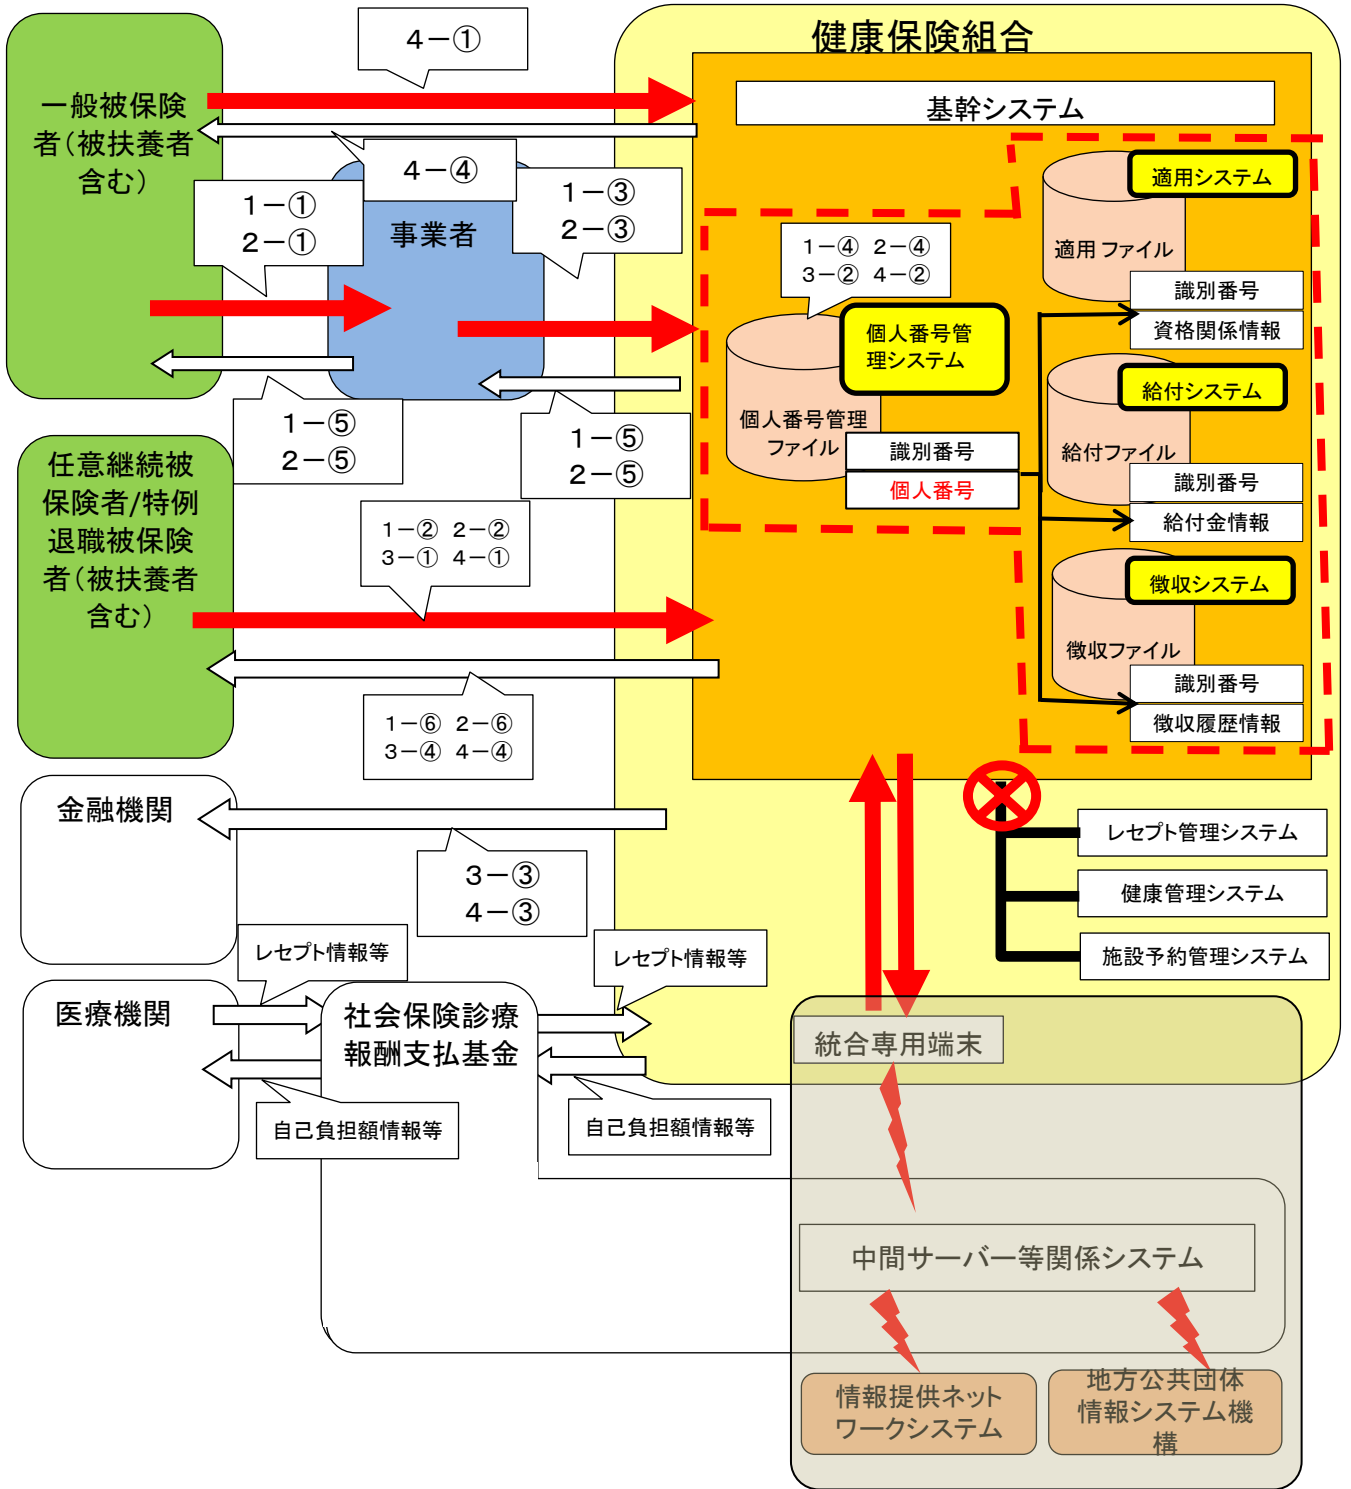 健康保険組合
4－①
基幹システム
一般被保険
者（被扶養者
含む）
4－④
1－①
2－①
事業者
1－③
2－③
1－④ 2－④
3－② 4－②
適用システム
適用 ファイル
識別番号
資格関係情報
個人番号管
理システム
個人番号管理
ファイル
識別番号
個人番号
給付システム
給付ファイル
識別番号
給付金情報
1－⑤
2－⑤
1－⑤
2－⑤
任意継続被
保険者/特例
退職被保険
者（被扶養者
含む）
1－② 2－②
3－① 4－①
徴収システム
徴収ファイル
識別番号
徴収履歴情報
1－⑥ 2－⑥
3－④ 4－④
金融機関
3－③
4－③
レセプト管理システム
健康管理システム
施設予約管理システム
レセプト情報等
レセプト情報等
医療機関
社会保険診療
報酬支払基金
統合専用端末
自己負担額情報等
自己負担額情報等
中間サーバー等関係システム
情報提供ネット
ワークシステム
地方公共団体
情報システム機
構